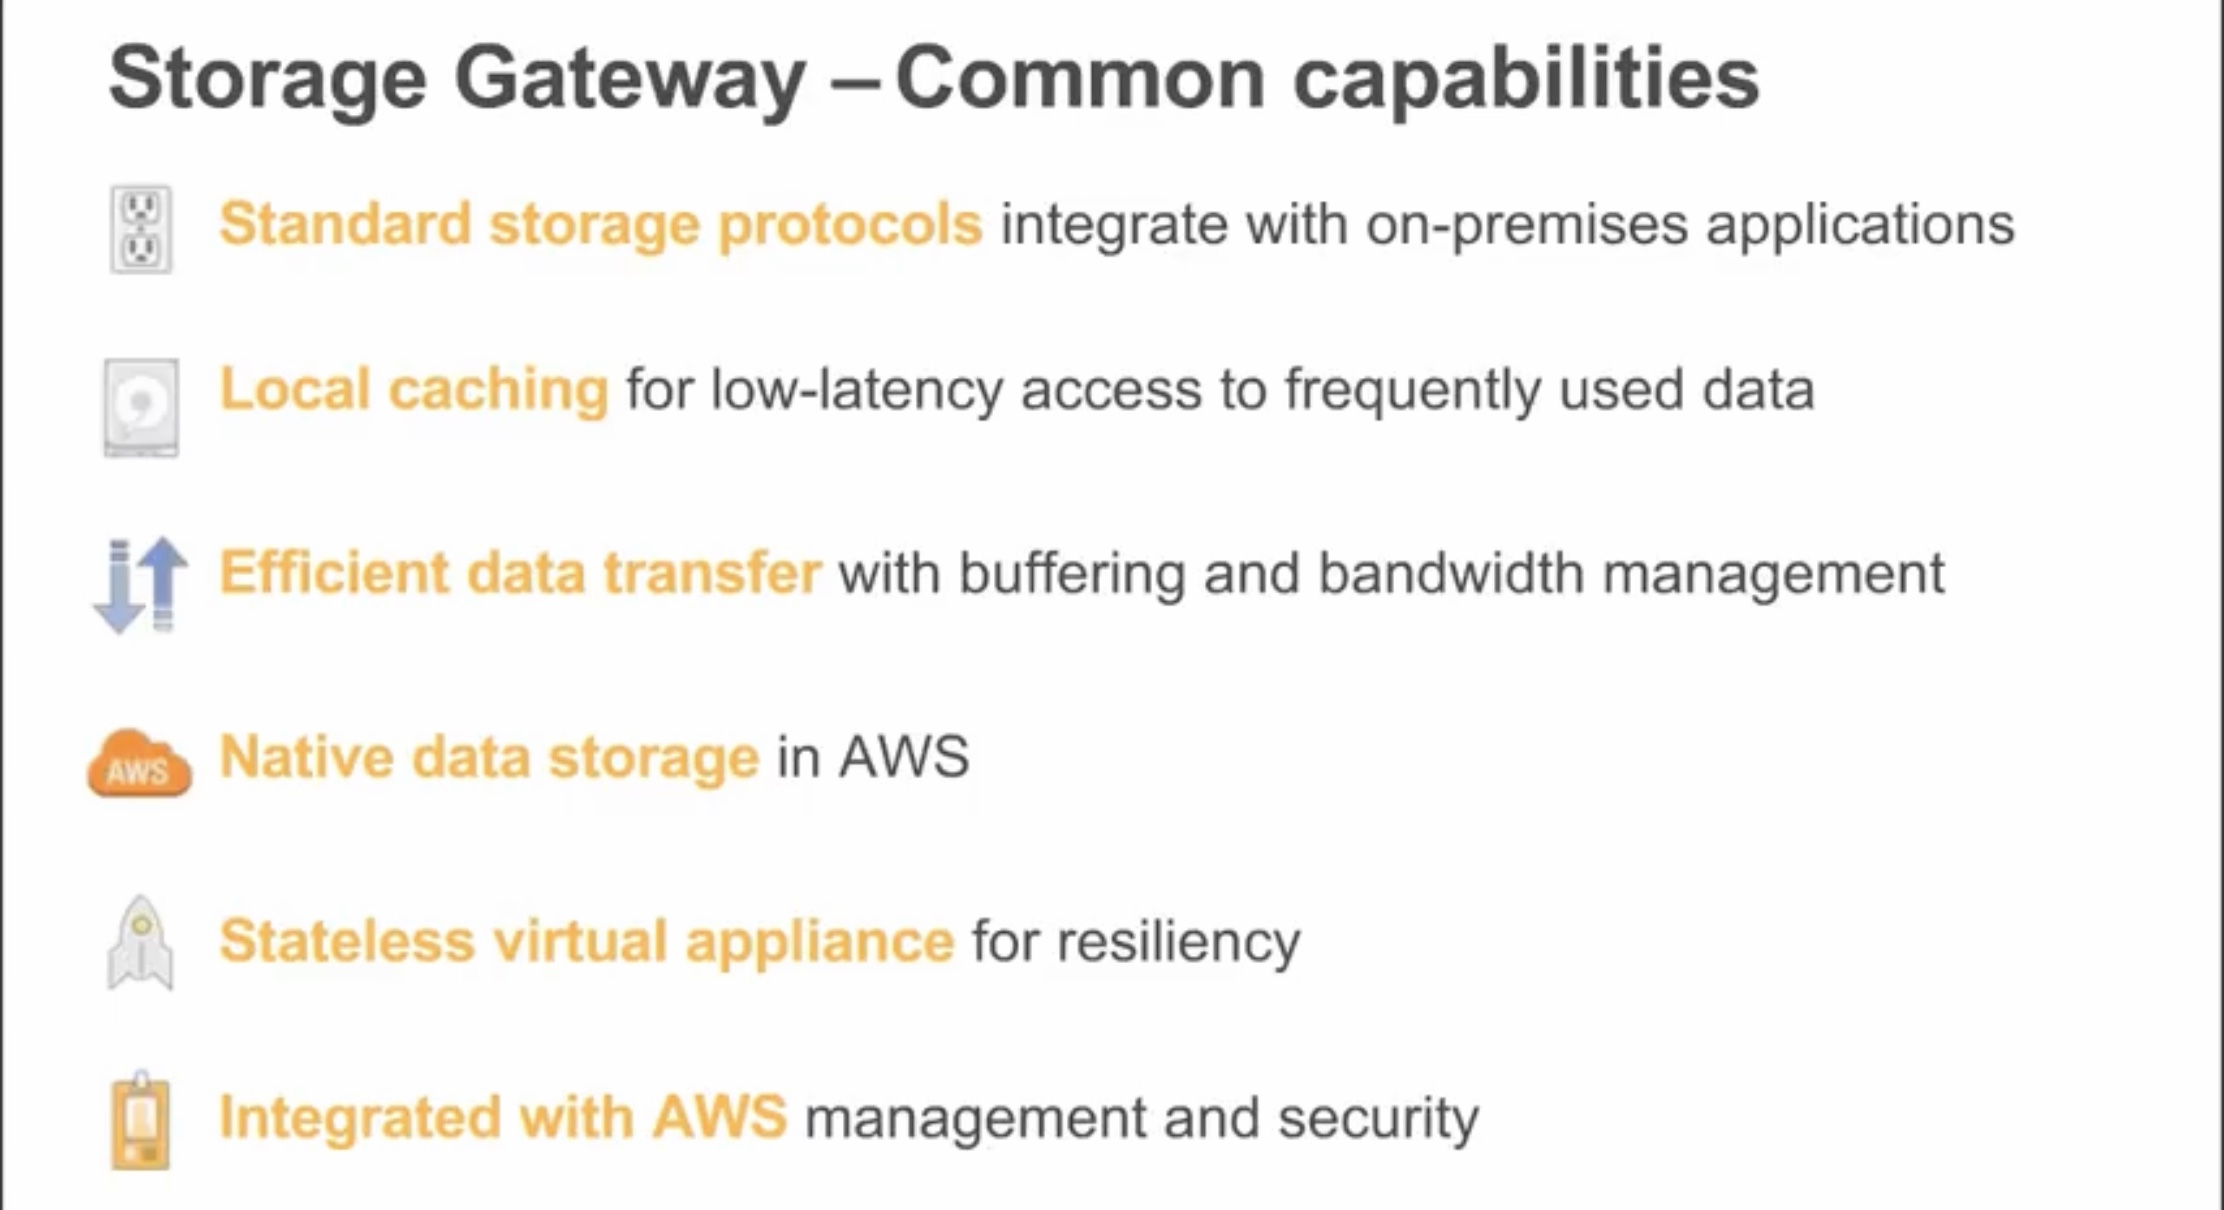 Storage Gateway – Common capabilities
Standard storage protocols integrate with on-premises applications
Local caching for low-latency access to frequently used data
Efficient data transfer with buffering and bandwidth management
AWS
Native data storage in AWS
Stateless virtual appliance for resiliency
Integrated with AWS management and security